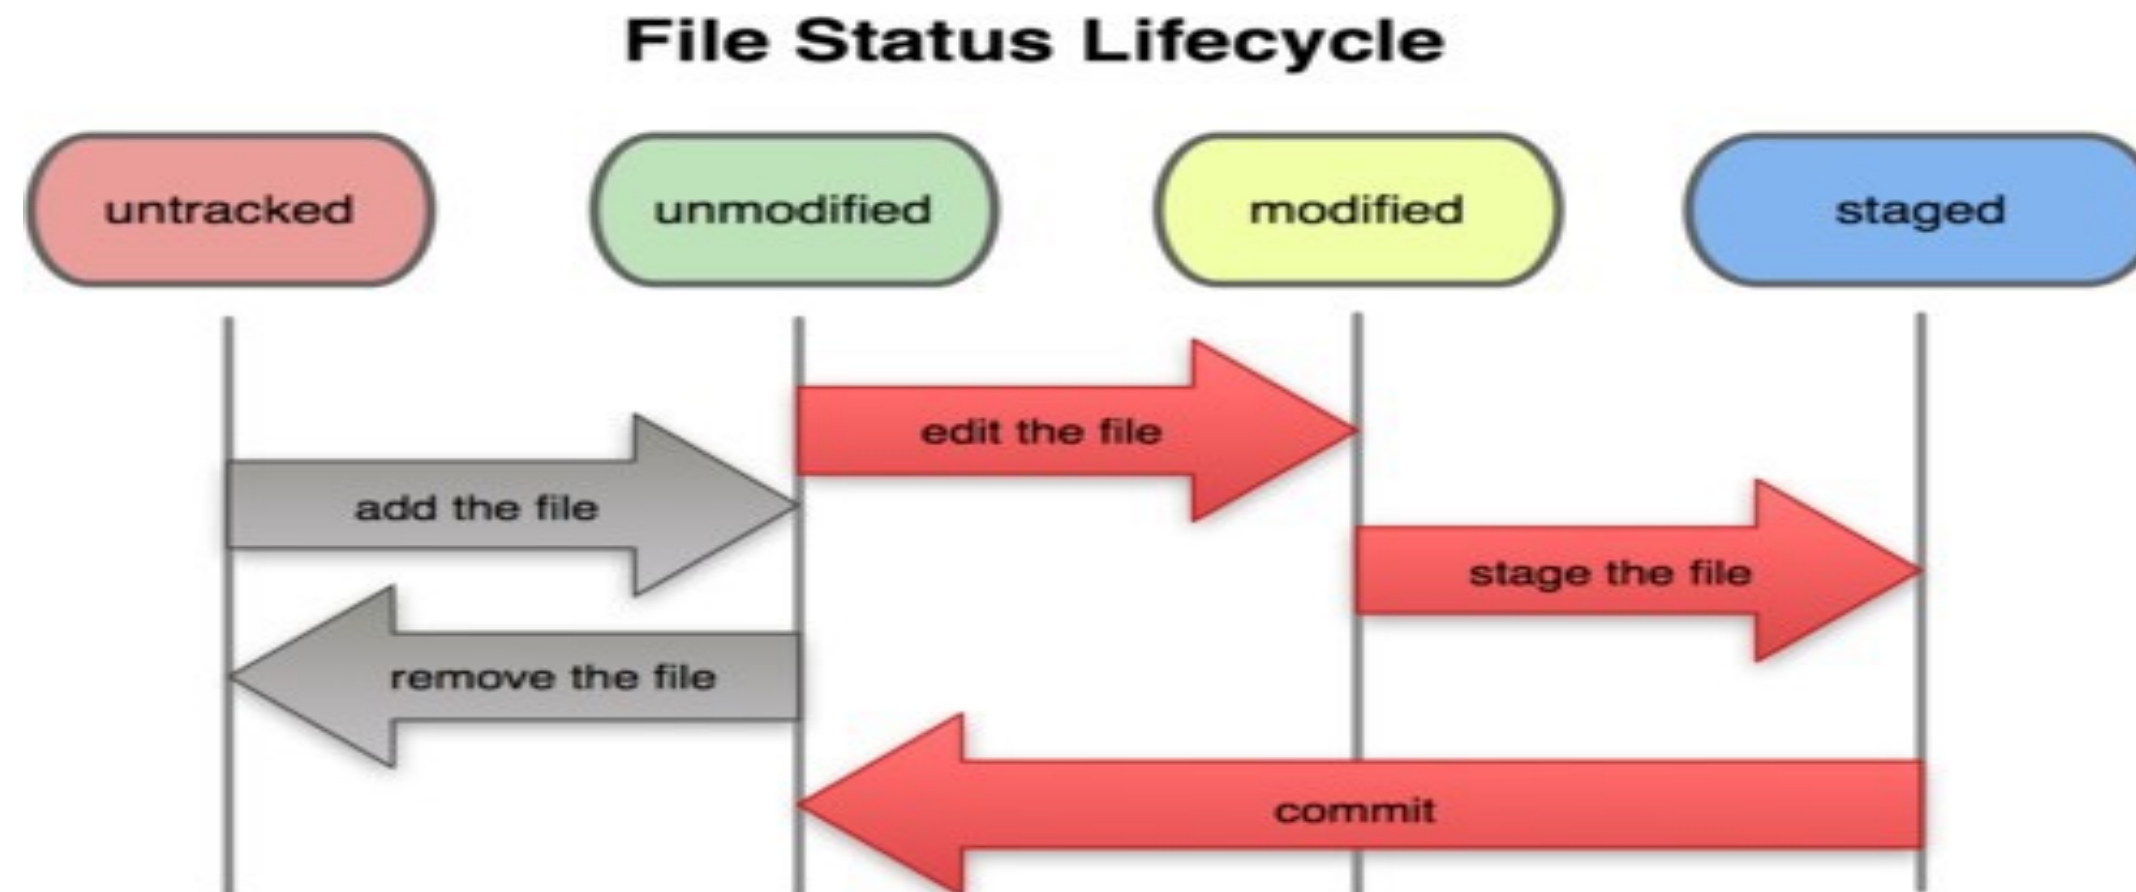 File Status Lifecycle
untracked
unmodified
modified
staged
edit the file
add the file
stage the file
remove the file
commit